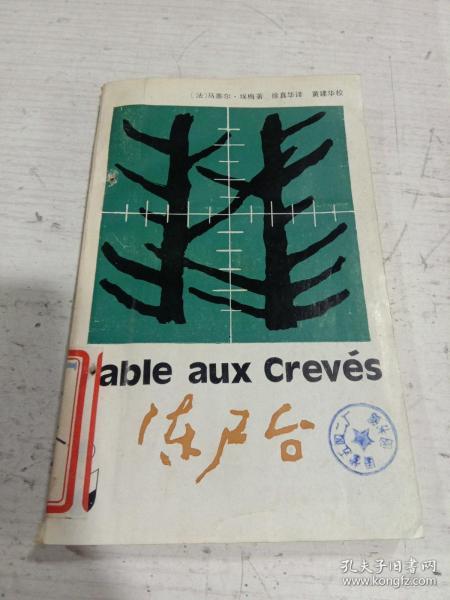 〔法〕马塞尔·埃梅著 徐真华译 黄建华校
able aux Crevés
陈尸台
孔夫子旧书网
www.kongfz.com